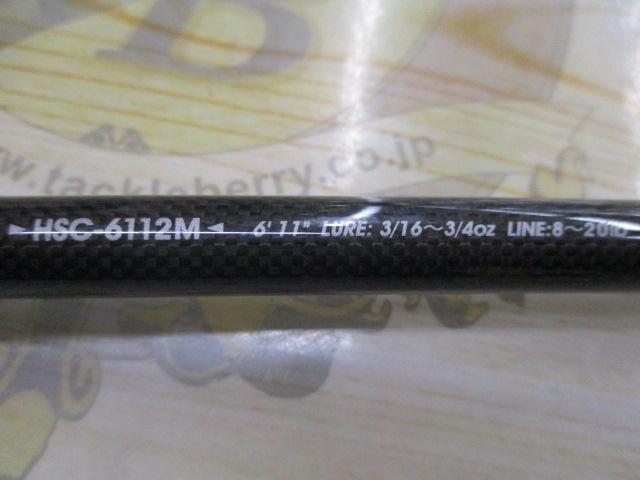 www.tackleberry.co.jp
►HSC-6112M◄ 6' 11" LURE: 3/16~3/4oz LINE:8~20lb